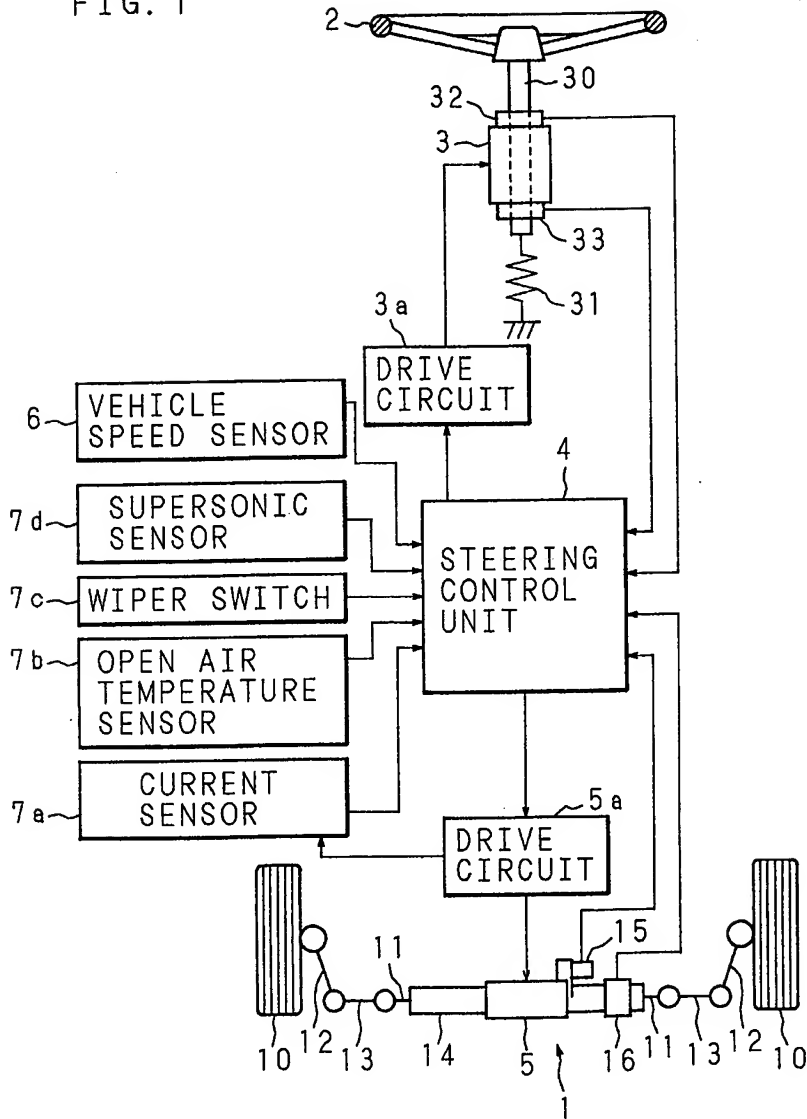 FIG. 1
2
30
32
3
33
31
3a
DRIVE
CIRCUIT
6
VEHICLE
SPEED SENSOR
4
7d
SUPERSONIC
SENSOR
STEERING
CONTROL
UNIT
7c
WIPER SWITCH
7b
OPEN AIR
TEMPERATURE
SENSOR
7a
CURRENT
SENSOR
5a
DRIVE
CIRCUIT
15
11
12
12
10
13
14
5
16
11
13
10
1